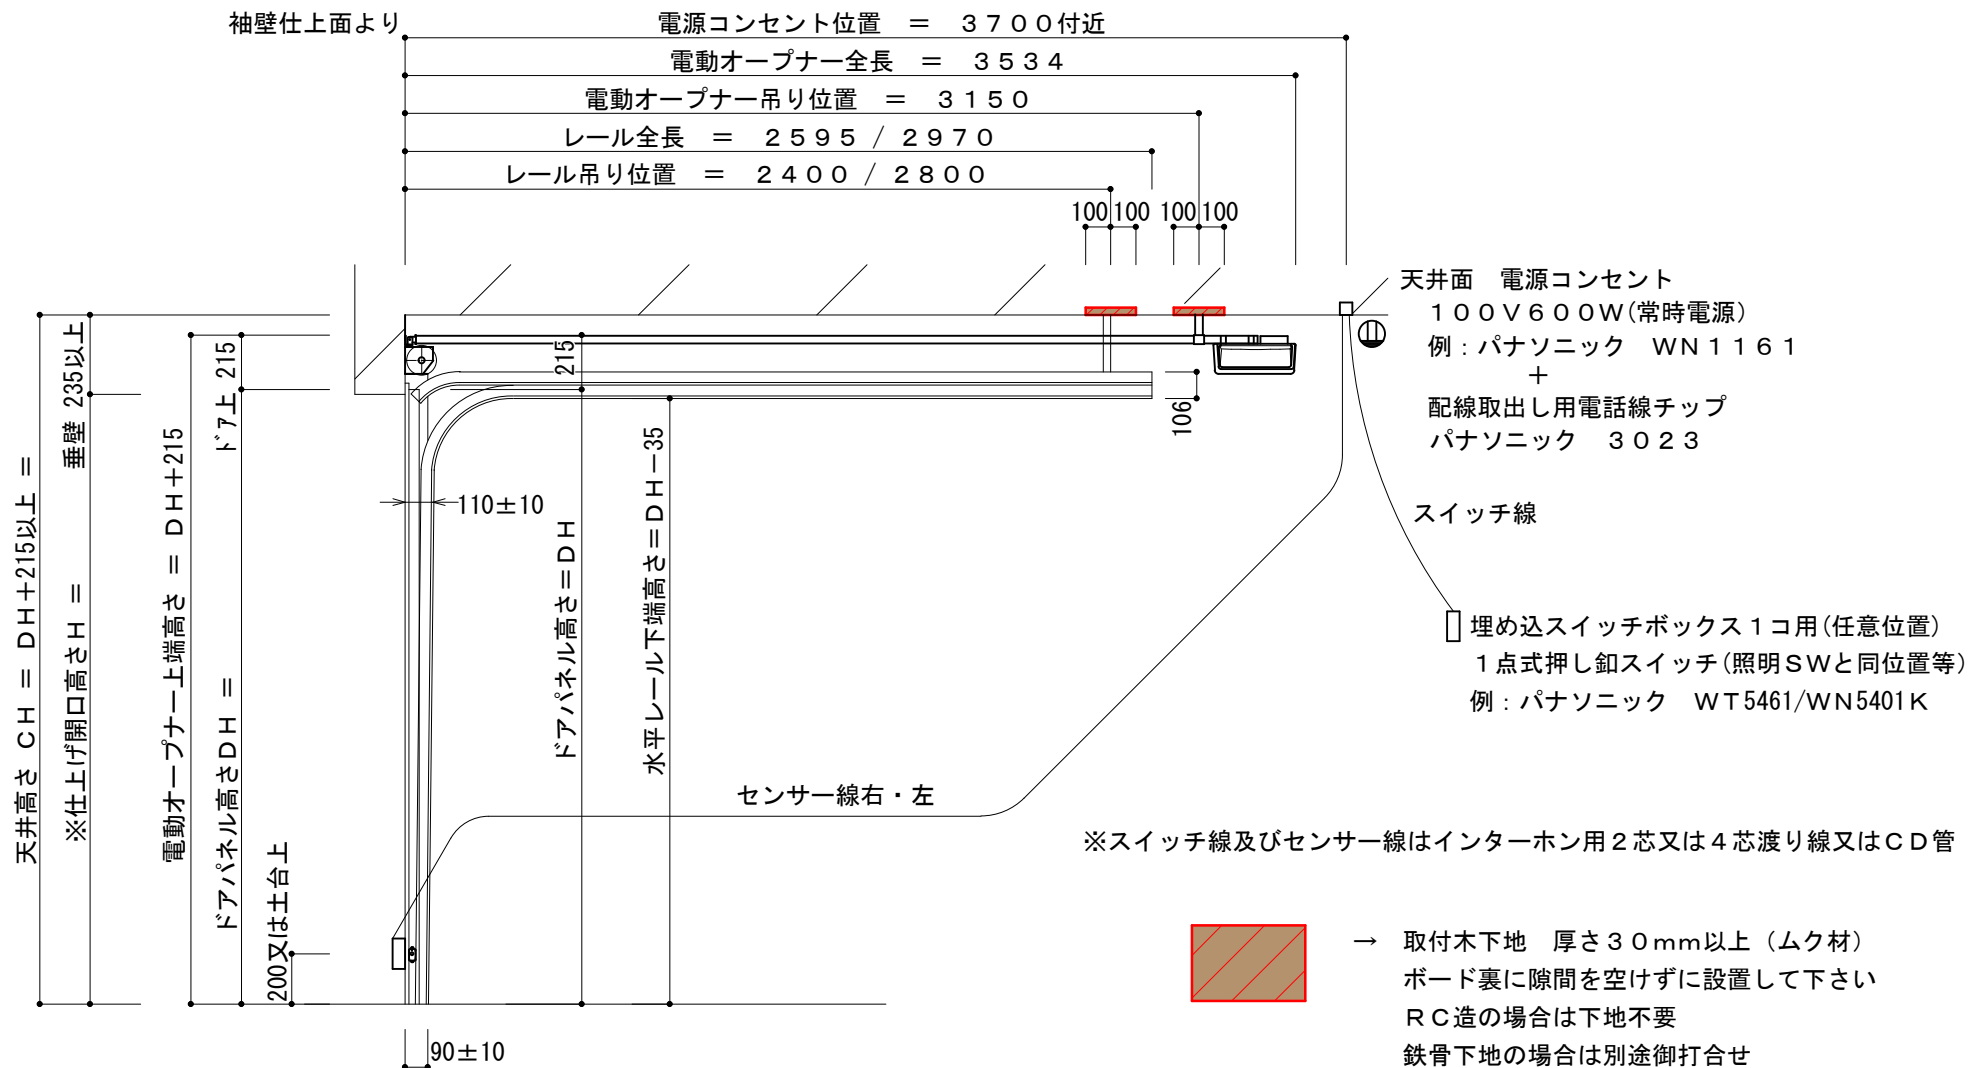 袖壁仕上面より
電源コンセント位置 ＝ ３７００付近
電動オープナー全長 ＝ ３５３４
電動オープナー吊り位置 ＝ ３１５０
レール全長 ＝ ２５９５ / ２９７０
レール吊り位置 ＝ ２４００ / ２８００
100 100 100 100
天井面 電源コンセント
１００Ｖ６００Ｗ(常時電源)
例：パナソニック ＷＮ１１６１
＋
配線取出し用電話線チップ
パナソニック ３０２３
スイッチ線
埋め込スイッチボックス１コ用(任意位置)
１点式押し釦スイッチ(照明ＳＷと同位置等)
例：パナソニック ＷＴ5461/ＷＮ5401Ｋ
天井高さ ＣＨ ＝ ＤＨ＋215以上 ＝
垂壁 235以上
※仕上げ開口高さＨ ＝
電動オープナー上端高さ ＝ ＤＨ＋215
ドア上 215
ドアパネル高さＤＨ ＝
200又は土台上
215
ドアパネル高さ＝ＤＨ
水平レール下端高さ＝ＤＨ－35
106
110±10
90±10
センサー線右・左
※スイッチ線及びセンサー線はインターホン用２芯又は４芯渡り線又はＣＤ管
→ 取付木下地 厚さ３０ｍｍ以上（ムク材）
ボード裏に隙間を空けずに設置して下さい
ＲＣ造の場合は下地不要
鉄骨下地の場合は別途御打合せ